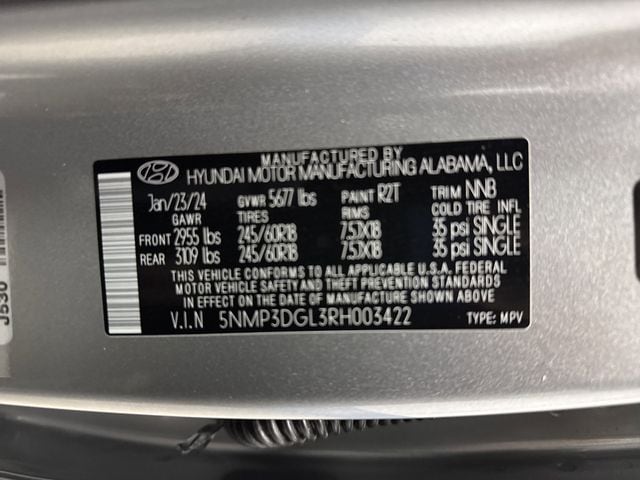 MANUFACTURED BY
HYUNDAI MOTOR MANUFACTURING ALABAMA, LLC
Jan/23/24 GVWR 5677 lbs PAINT R2T TRIM NNB
GAWR TIRES RIMS COLD TIRE INFL
FRONT 2955 lbs 245/60R18 7.5JX18 35 psi SINGLE
REAR 3109 lbs 245/60R18 7.5JX18 35 psi SINGLE
THIS VEHICLE CONFORMS TO ALL APPLICABLE U.S.A. FEDERAL
MOTOR VEHICLE SAFETY AND THEFT PREVENTION STANDARDS
IN EFFECT ON THE DATE OF MANUFACTURE SHOWN ABOVE
V.I.N 5NMP3DGL3RH003422 TYPE: MPV
J530